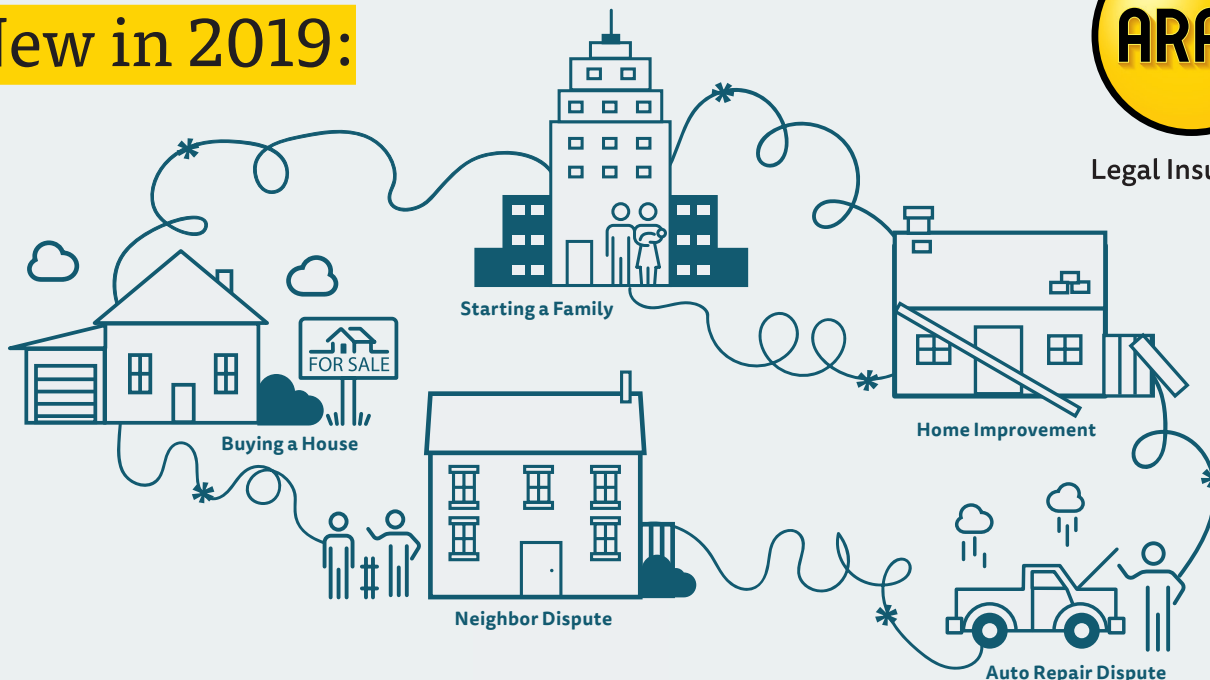 New in 2019:
ARA
Legal Insu
Starting a Family
FOR SALE
Buying a House
Home Improvement
Neighbor Dispute
Auto Repair Dispute